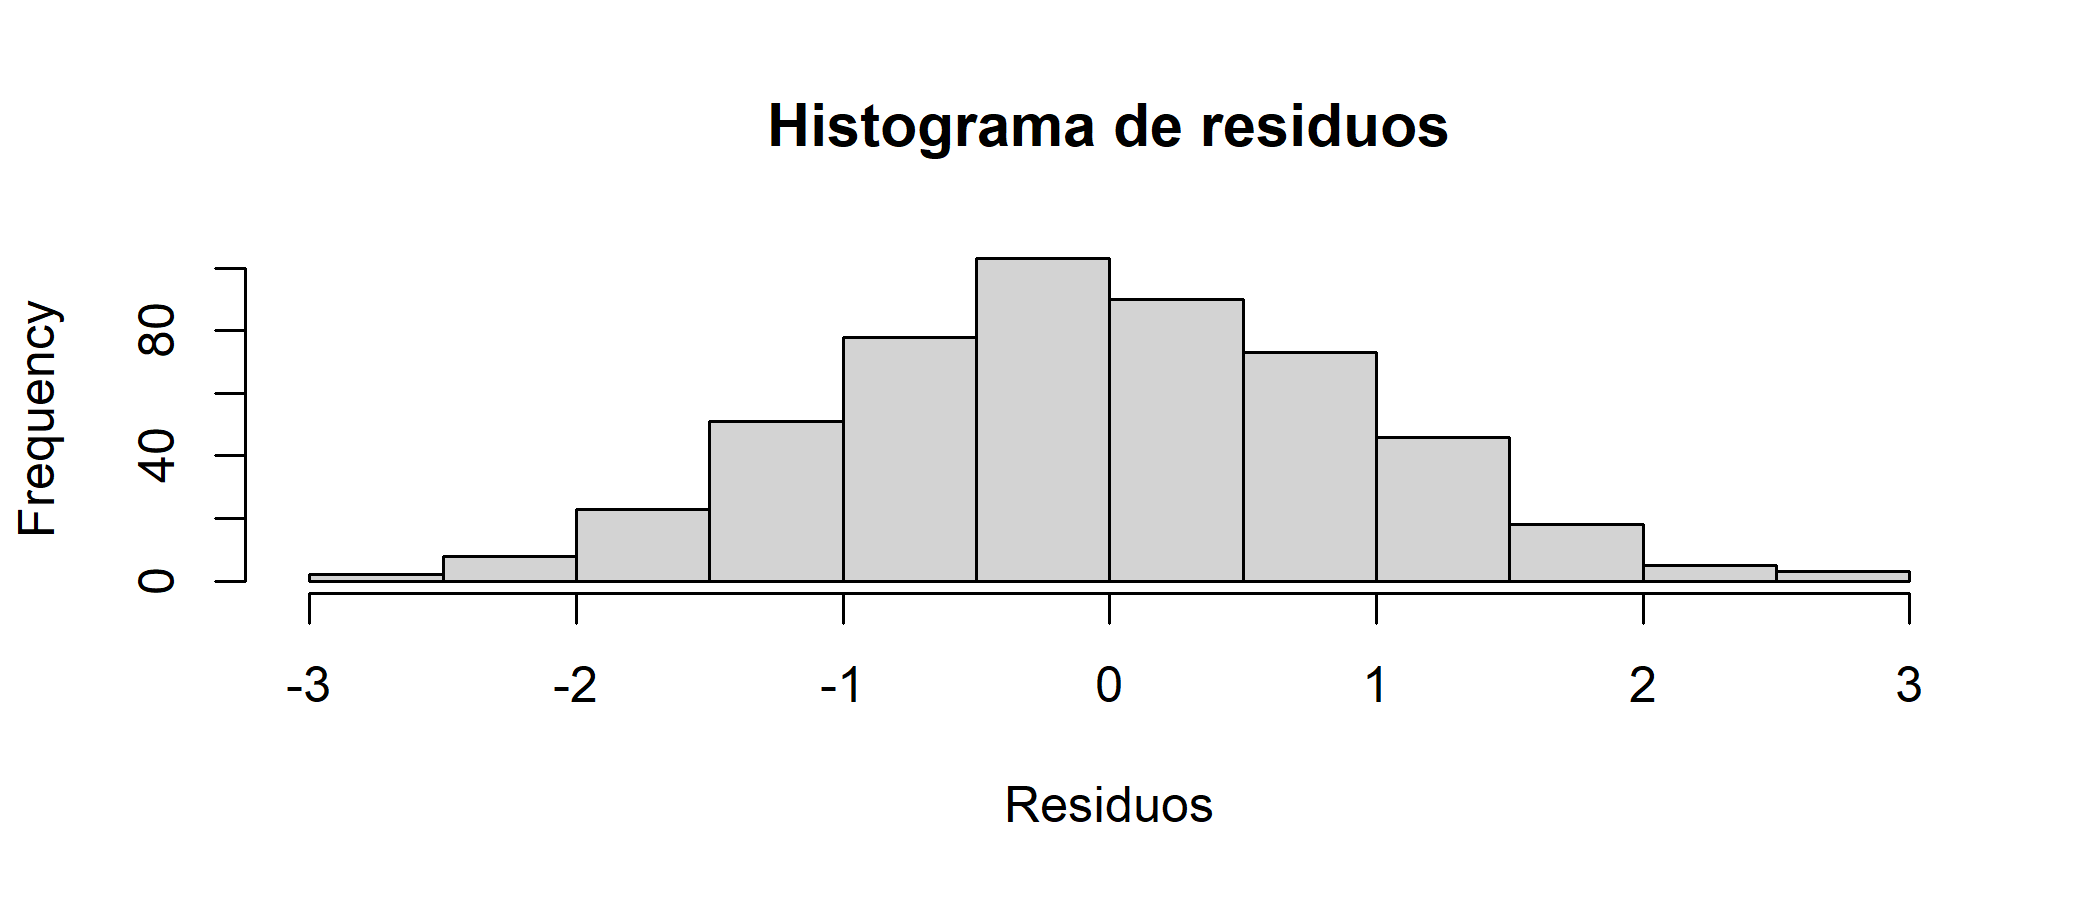 Histograma de residuos
Frequency
80
40
0
-3 -2 -1 0 1 2 3
Residuos